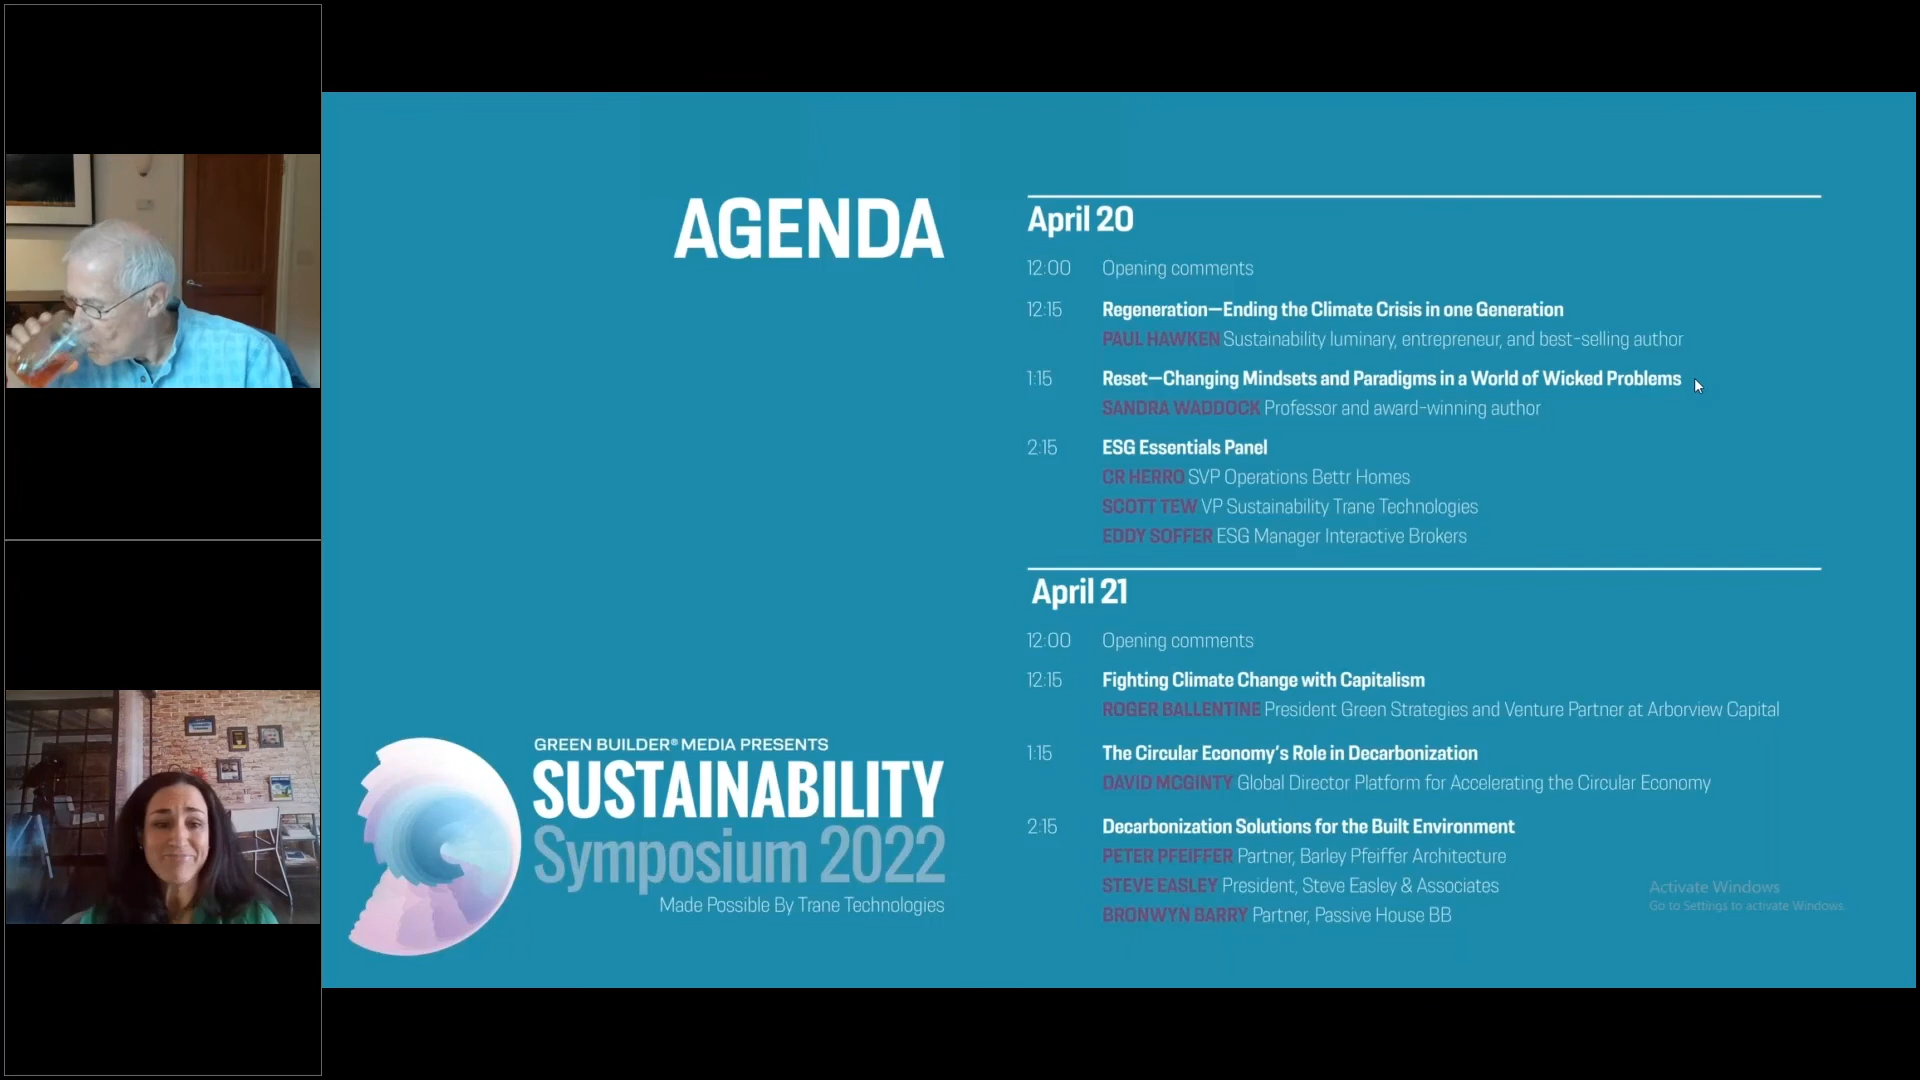 AGENDA
April 20
12:00 Opening comments
12:15 Regeneration—Ending the Climate Crisis in one Generation
PAUL HAWKEN Sustainability luminary, entrepreneur, and best-selling author
1:15 Reset—Changing Mindsets and Paradigms in a World of Wicked Problems
SANDRA WADDOCK Professor and award-winning author
2:15 ESG Essentials Panel
CR HERRO SVP Operations Bettr Homes
SCOTT TEW VP Sustainability Trane Technologies
EDDY SOFFER ESG Manager Interactive Brokers
April 21
12:00 Opening comments
12:15 Fighting Climate Change with Capitalism
ROGER BALLENTINE President Green Strategies and Venture Partner at Arborview Capital
1:15 The Circular Economy's Role in Decarbonization
DAVID MCGINTY Global Director Platform for Accelerating the Circular Economy
2:15 Decarbonization Solutions for the Built Environment
PETER PFEIFFER Partner, Barley Pfeiffer Architecture
STEVE EASLEY President, Steve Easley & Associates
BRONWYN BARRY Partner, Passive House BB
GREEN BUILDER® MEDIA PRESENTS
SUSTAINABILITY
Symposium 2022
Made Possible By Trane Technologies
Activate Windows
Go to Settings to activate Windows.